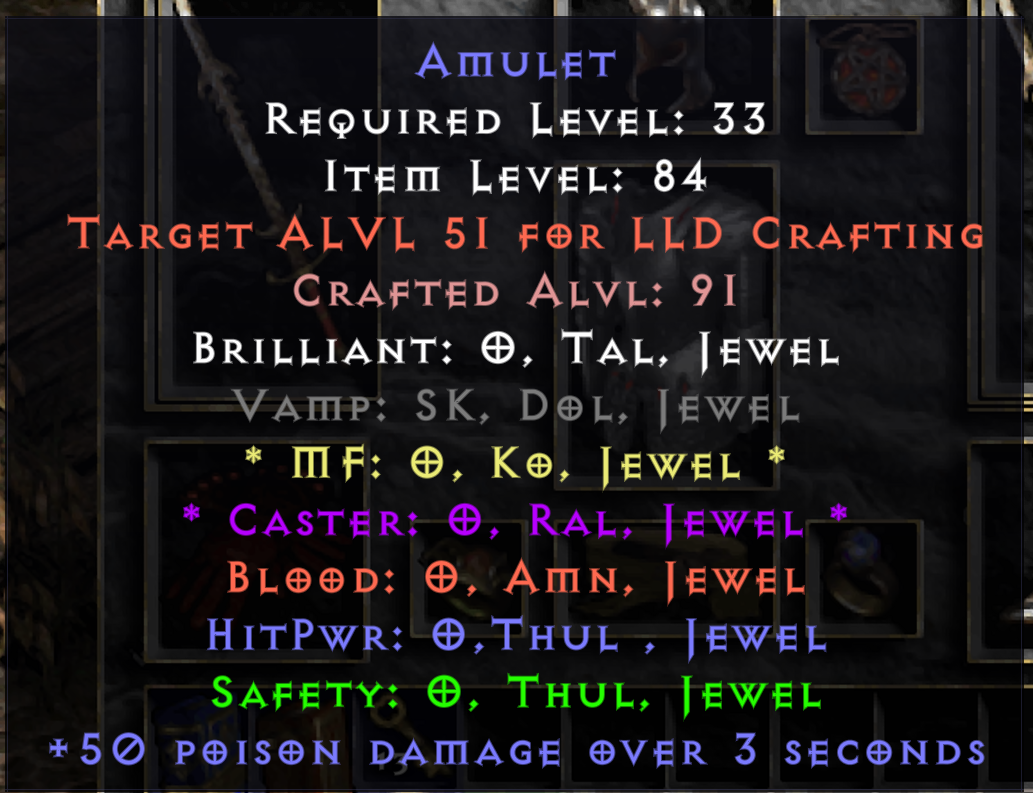 Amulet
Required Level: 33
Item Level: 84
Target ALVL 51 for LLD Crafting
Crafted Alvl: 91
Brilliant: O, Tal, Jewel
Vamp: SK, Dol, Jewel
* MF: O, Ko, Jewel *
* Caster: O, Ral, Jewel *
Blood: O, Amn, Jewel
HitPwr: O,Thul , Jewel
Safety: O, Thul, Jewel
+50 poison damage over 3 seconds
13